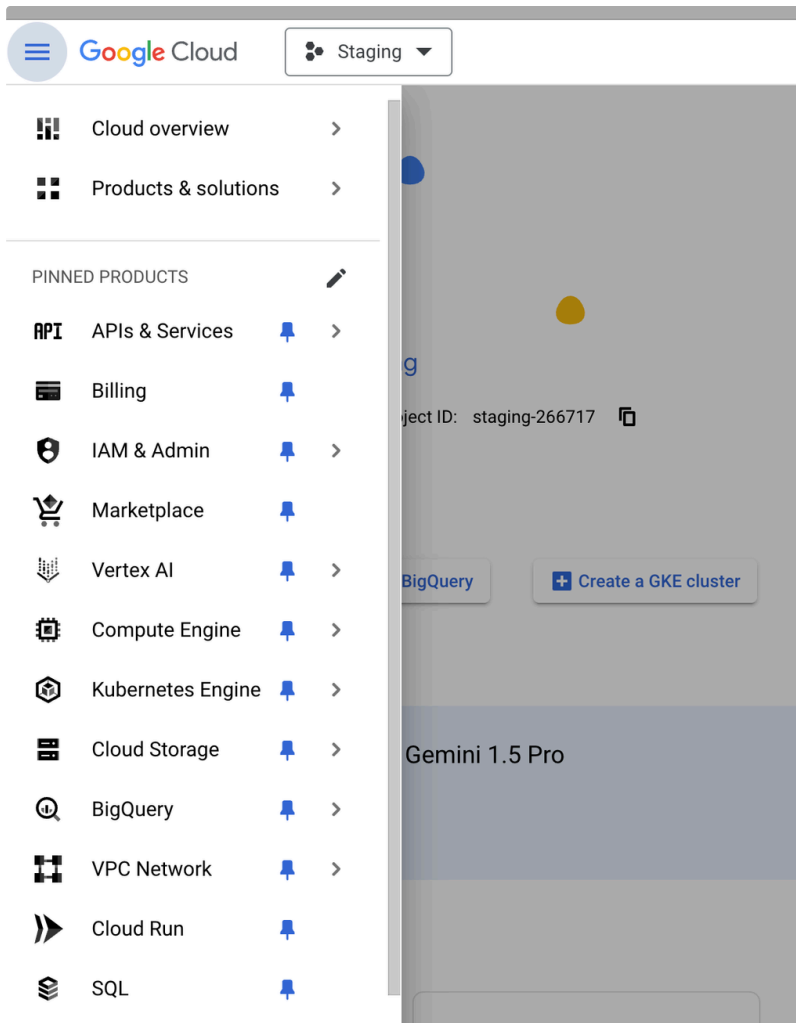 Google Cloud
Staging
Cloud overview
Products & solutions
PINNED PRODUCTS
API APIs & Services
Billing
IAM & Admin
Marketplace
Vertex AI
Compute Engine
Kubernetes Engine
Cloud Storage
BigQuery
VPC Network
Cloud Run
SQL
g
ject ID: staging-266717
BigQuery
Create a GKE cluster
Gemini 1.5 Pro